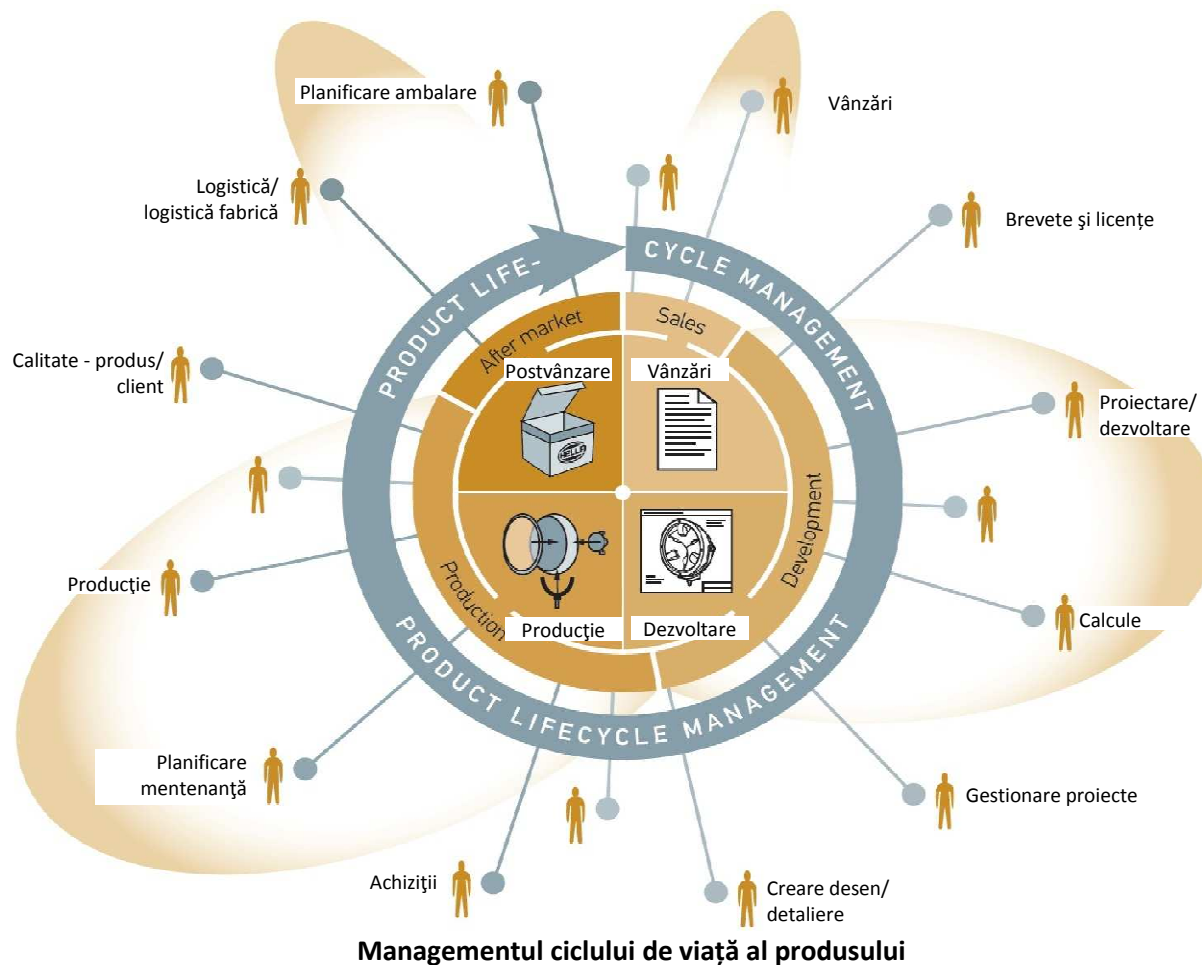 Planificare ambalare
Vânzări
Logistică/
logistică fabrică
Brevete şi licențe
PRODUCT LIFE-
CYCLE MANAGEMENT
After market
Sales
Calitate - produs/
client
Postvânzare
Vânzări
HELLA
Proiectare/
dezvoltare
Development
Producţie
Production
Producţie
Dezvoltare
Calcule
PRODUCT LIFECYCLE MANAGEMENT
Planificare
mentenanţă
Gestionare proiecte
Achiziţii
Creare desen/
detaliere
Managementul ciclului de viață al produsului